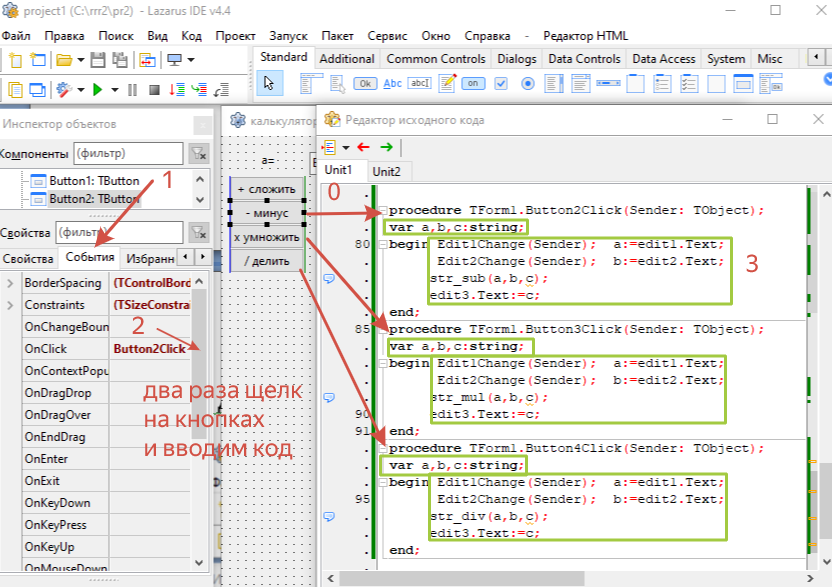 project1 (C:\rrr2\pr2) - Lazarus IDE v4.4
Файл Правка Поиск Вид Код Проект Запуск Пакет Сервис Окно Справка - Редактор HTML
Standard Additional Common Controls Dialogs Data Controls Data Access System Misc
Ok Abc abcI on
Инспектор объектов
Компоненты (фильтр)
Button1: TButton
Button2: TButton
1
Свойства (фильтр)
Свойства События Избранн
BorderSpacing (TControlBord
Constraints (TSizeConstrai
OnChangeBoun
2
OnClick Button2Click
OnContextPopu
OnDragDrop
OnDragOver
OnEndDrag
OnEnter
OnExit
OnKeyDown
OnKeyPress
OnKeyUp
OnMouseDown
два раза щелк
на кнопках
и вводим код
калькулятор
a=
+ сложить
- минус
x умножить
/ делить
0
Редактор исходного кода
Unit1 Unit2
procedure TForm1.Button2Click(Sender: TObject);
var a,b,c:string;
80 begin Edit1Change(Sender); a:=edit1.Text;
Edit2Change(Sender); b:=edit2.Text;
str_sub(a,b,c);
edit3.Text:=c;
end;
3
85 procedure TForm1.Button3Click(Sender: TObject);
var a,b,c:string;
begin Edit1Change(Sender); a:=edit1.Text;
Edit2Change(Sender); b:=edit2.Text;
str_mul(a,b,c);
90 edit3.Text:=c;
91 end;
procedure TForm1.Button4Click(Sender: TObject);
var a,b,c:string;
begin Edit1Change(Sender); a:=edit1.Text;
95 Edit2Change(Sender); b:=edit2.Text;
str_div(a,b,c);
edit3.Text:=c;
end;